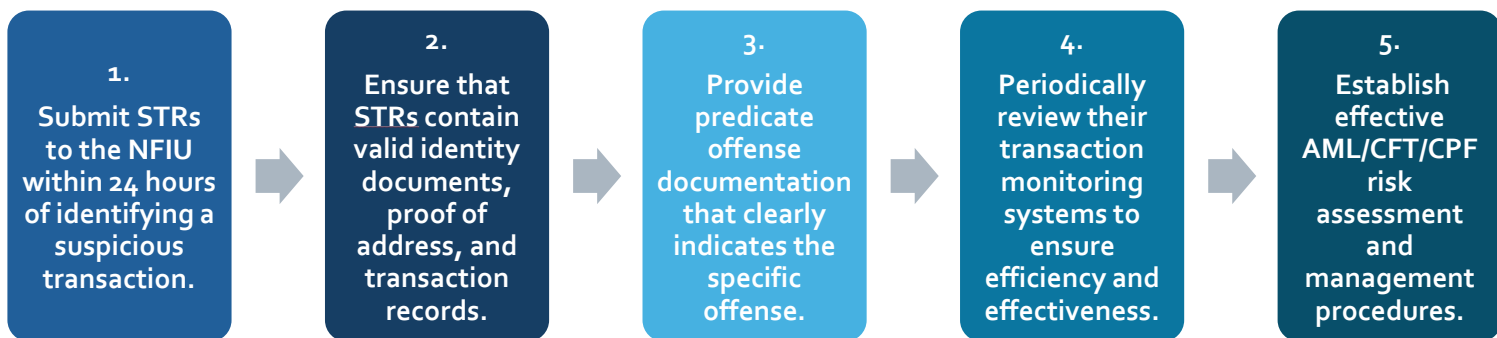 1.
Submit STRs
to the NFIU
within 24 hours
of identifying a
suspicious
transaction.
2.
Ensure that
STRs contain
valid identity
documents,
proof of
address, and
transaction
records.
3.
Provide
predicate
offense
documentation
that clearly
indicates the
specific
offense.
4.
Periodically
review their
transaction
monitoring
systems to
ensure
efficiency and
effectiveness.
5.
Establish
effective
AML/CFT/CPF
risk
assessment
and
management
procedures.